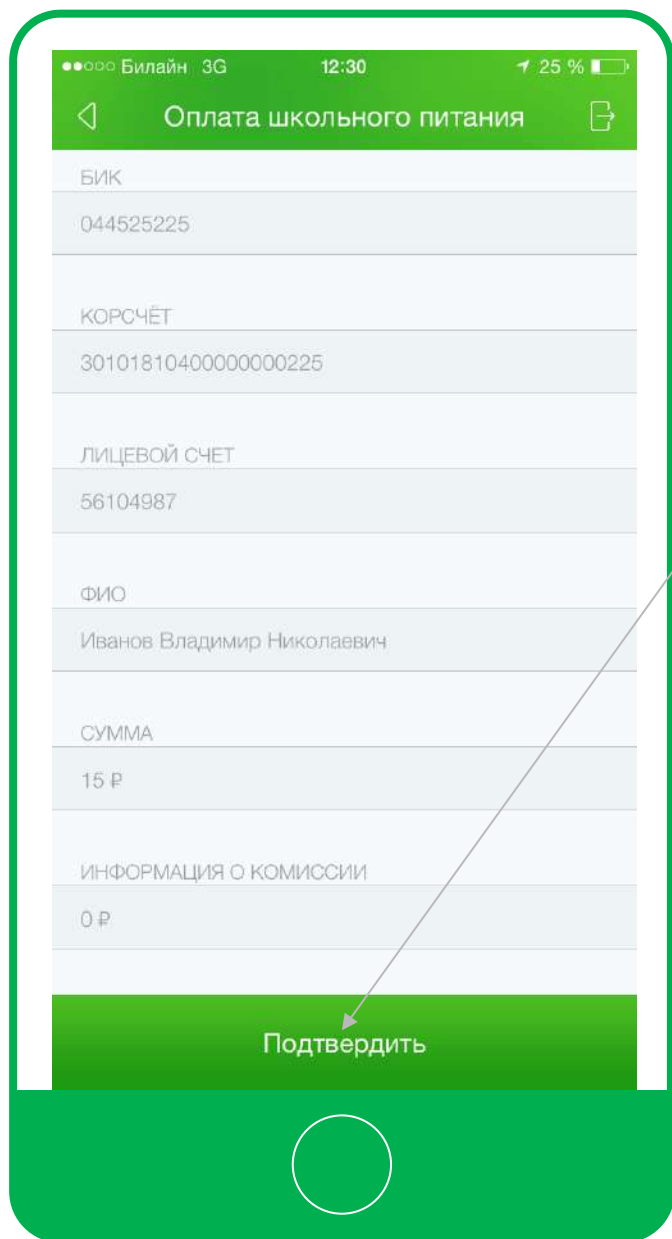 Билайн 3G 12:30 25 %
Оплата школьного питания
БИК
044525225
КОРСЧЁТ
30101810400000000225
ЛИЦЕВОЙ СЧЕТ
56104987
ФИО
Иванов Владимир Николаевич
СУММА
15 ₽
ИНФОРМАЦИЯ О КОМИССИИ
0 ₽
Подтвердить